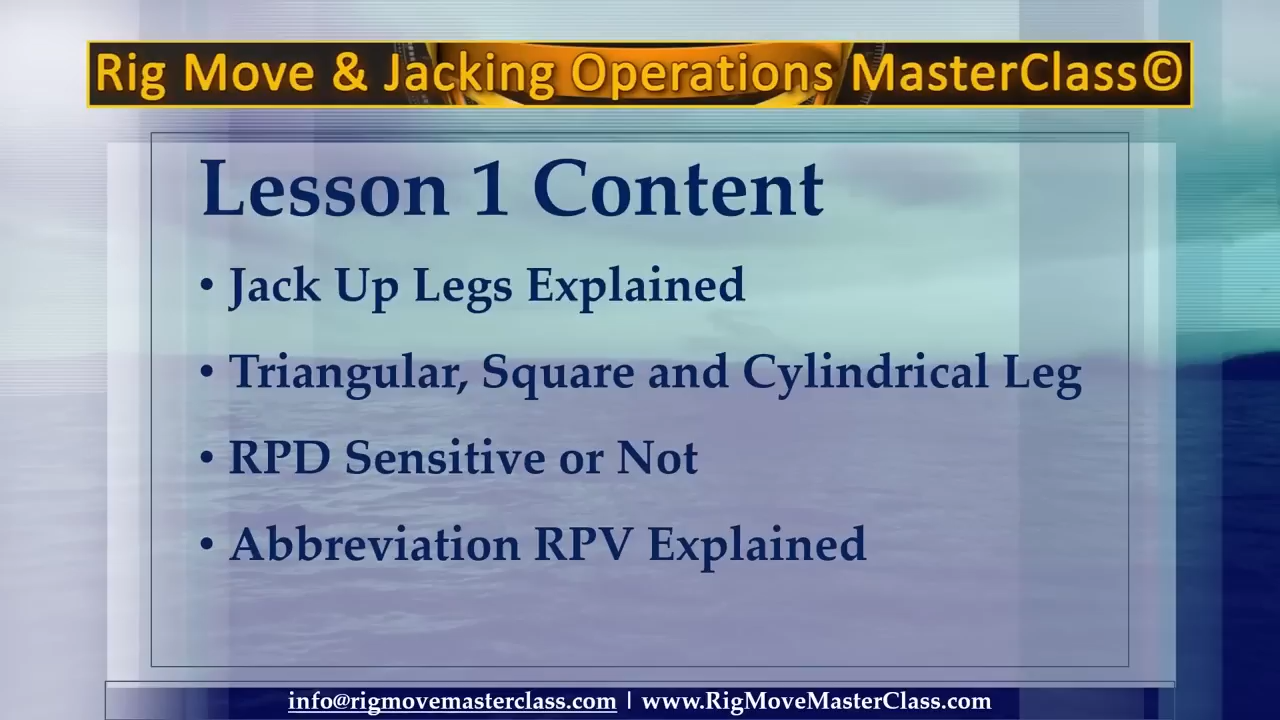 Rig Move & Jacking Operations MasterClass©
Lesson 1 Content
• Jack Up Legs Explained
• Triangular, Square and Cylindrical Leg
• RPD Sensitive or Not
• Abbreviation RPV Explained
info@rigmovemasterclass.com | www.RigMoveMasterClass.com